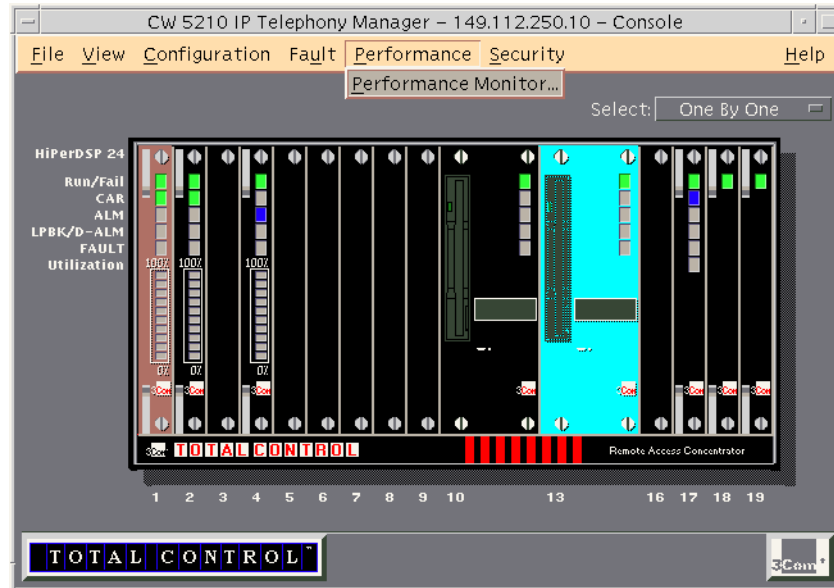 CW 5210 IP Telephony Manager – 149.112.250.10 – Console
File View Configuration Fault Performance Security Help
Performance Monitor...
Select: One By One
HiPerDSP 24
Run/Fail
CAR
ALM
LPBK/D-ALM
FAULT
Utilization
100% 100% 100%
0% 0% 0%
3Com 3Com 3Com 3Com 3Com 3Com 3Com 3Com
3Com TOTAL CONTROL Remote Access Concentrator
1 2 3 4 5 6 7 8 9 10 13 16 17 18 19
TOTAL CONTROL™
3Com